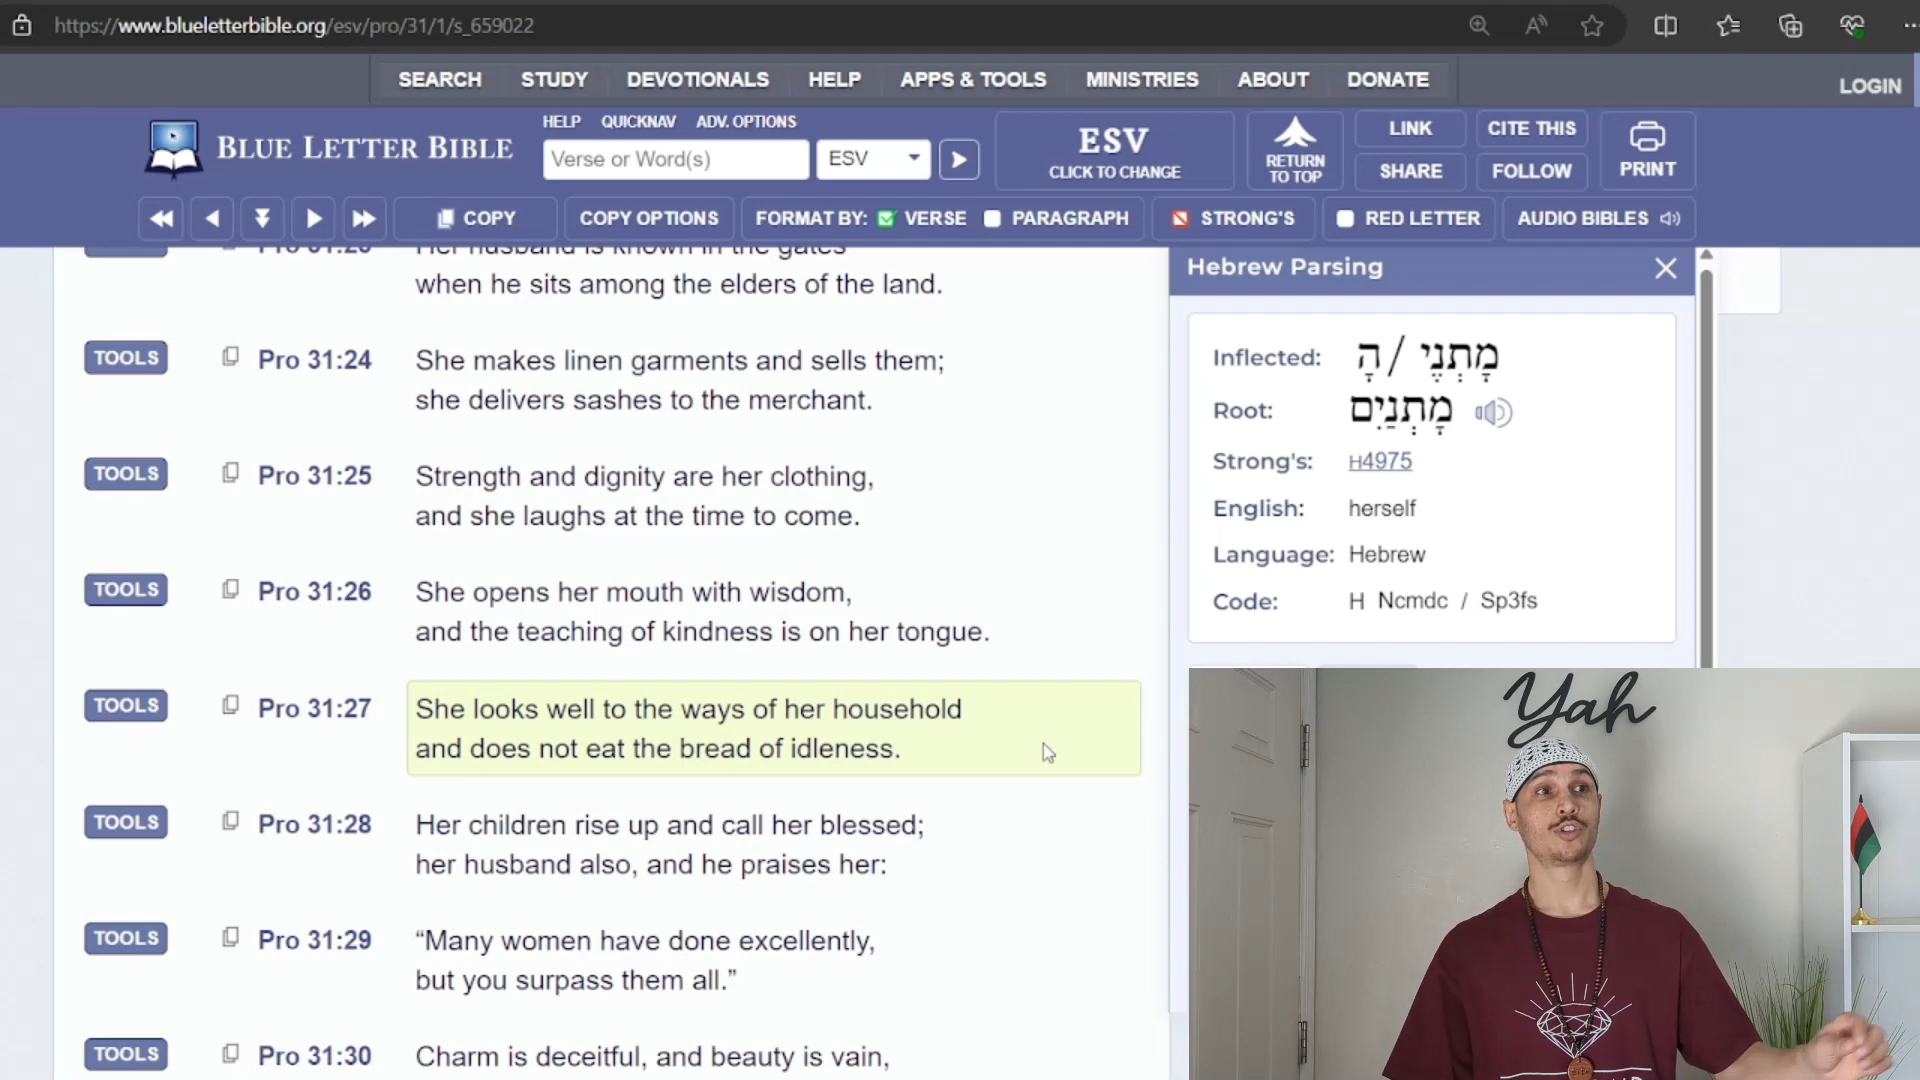 https://www.blueletterbible.org/esv/pro/31/1/s_659022
SEARCH STUDY DEVOTIONALS HELP APPS & TOOLS MINISTRIES ABOUT DONATE LOGIN
BLUE LETTER BIBLE
HELP QUICKNAV ADV. OPTIONS
Verse or Word(s) ESV
ESV
CLICK TO CHANGE
RETURN
TO TOP
LINK CITE THIS
SHARE FOLLOW
PRINT
COPY COPY OPTIONS FORMAT BY: VERSE PARAGRAPH STRONG'S RED LETTER AUDIO BIBLES
Her husband is known in the gates
when he sits among the elders of the land.
TOOLS Pro 31:24 She makes linen garments and sells them;
she delivers sashes to the merchant.
TOOLS Pro 31:25 Strength and dignity are her clothing,
and she laughs at the time to come.
TOOLS Pro 31:26 She opens her mouth with wisdom,
and the teaching of kindness is on her tongue.
TOOLS Pro 31:27 She looks well to the ways of her household
and does not eat the bread of idleness.
TOOLS Pro 31:28 Her children rise up and call her blessed;
her husband also, and he praises her:
TOOLS Pro 31:29 “Many women have done excellently,
but you surpass them all.”
TOOLS Pro 31:30 Charm is deceitful, and beauty is vain,
Hebrew Parsing
Inflected: מָתְנֶי / הָ
Root: מָתְנַיִם
Strong's: H4975
English: herself
Language: Hebrew
Code: H Ncmdc / Sp3fs
Yah